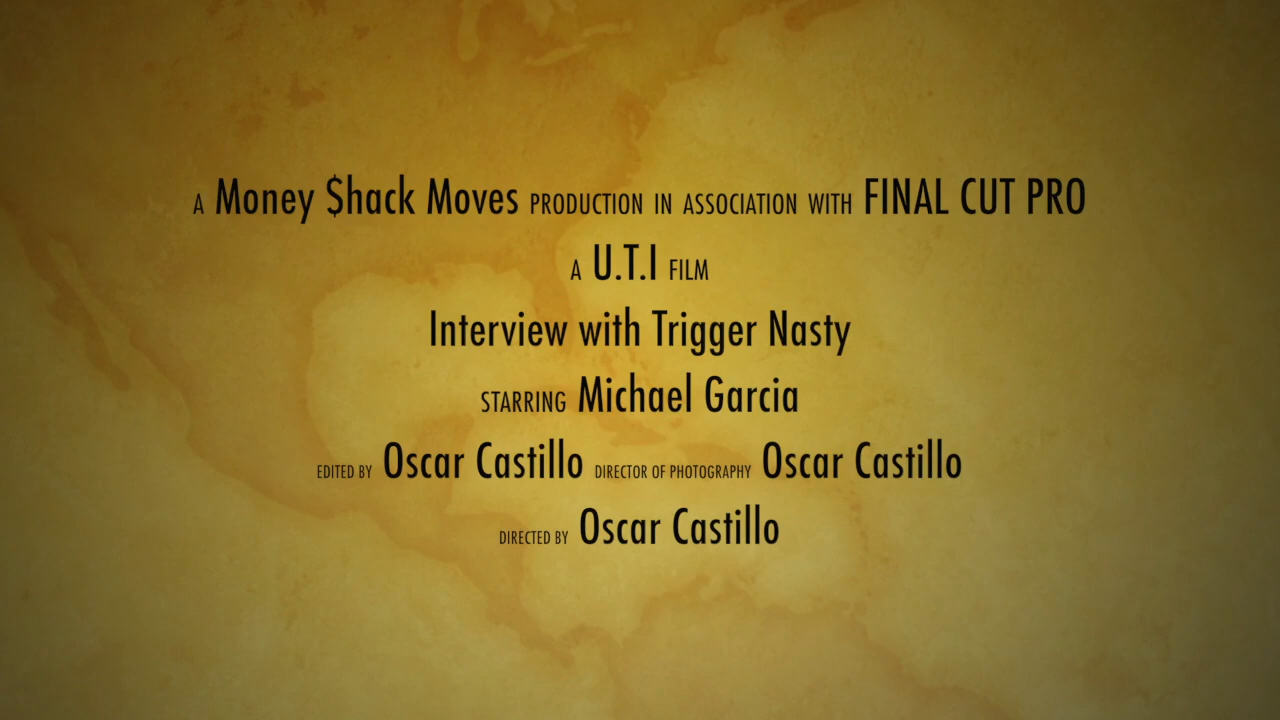 A Money $hack Moves PRODUCTION IN ASSOCIATION WITH FINAL CUT PRO
A U.T.I FILM
Interview with Trigger Nasty
STARRING Michael Garcia
EDITED BY Oscar Castillo DIRECTOR OF PHOTOGRAPHY Oscar Castillo
DIRECTED BY Oscar Castillo